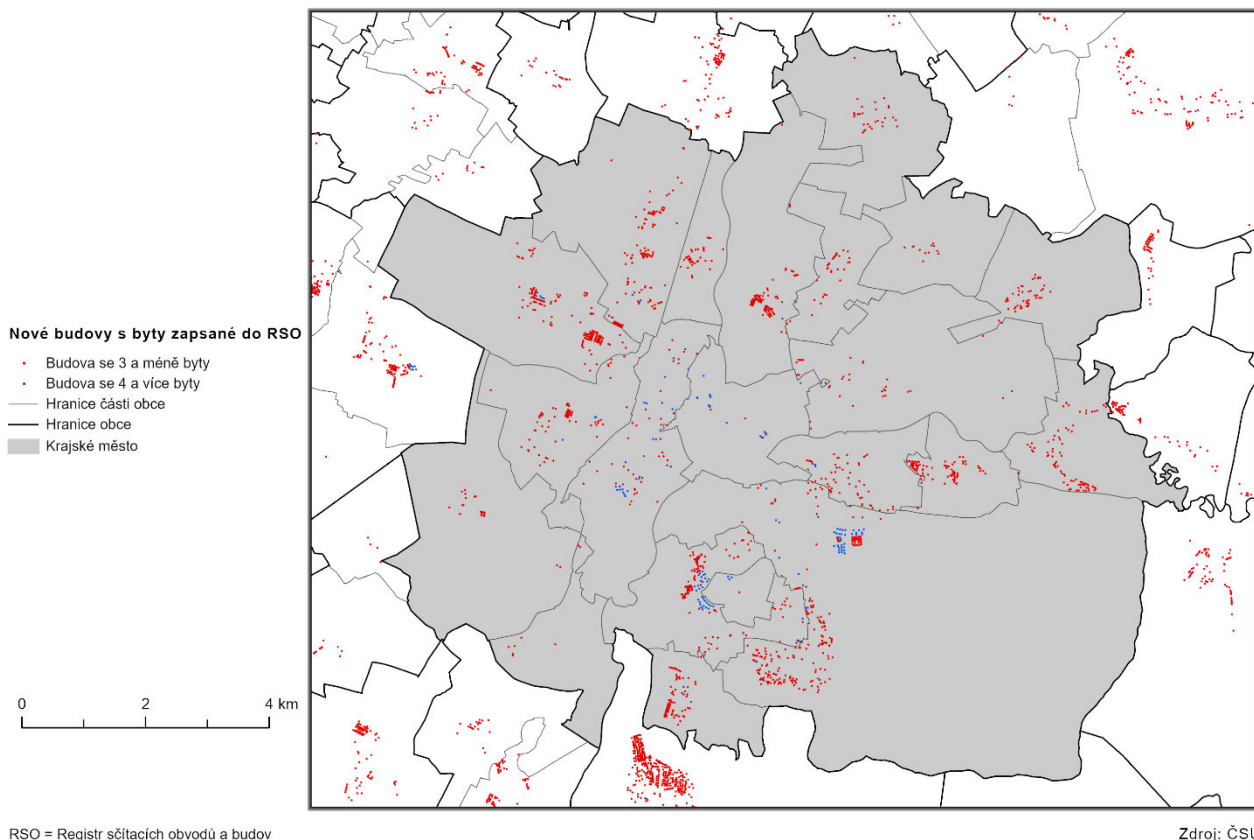 Nové budovy s byty zapsané do RSO
Budova se 3 a méně byty
Budova se 4 a více byty
Hranice části obce
Hranice obce
Krajské město
0 2 4 km
RSO = Registr sčítacích obvodů a budov
Zdroj: ČSÚ